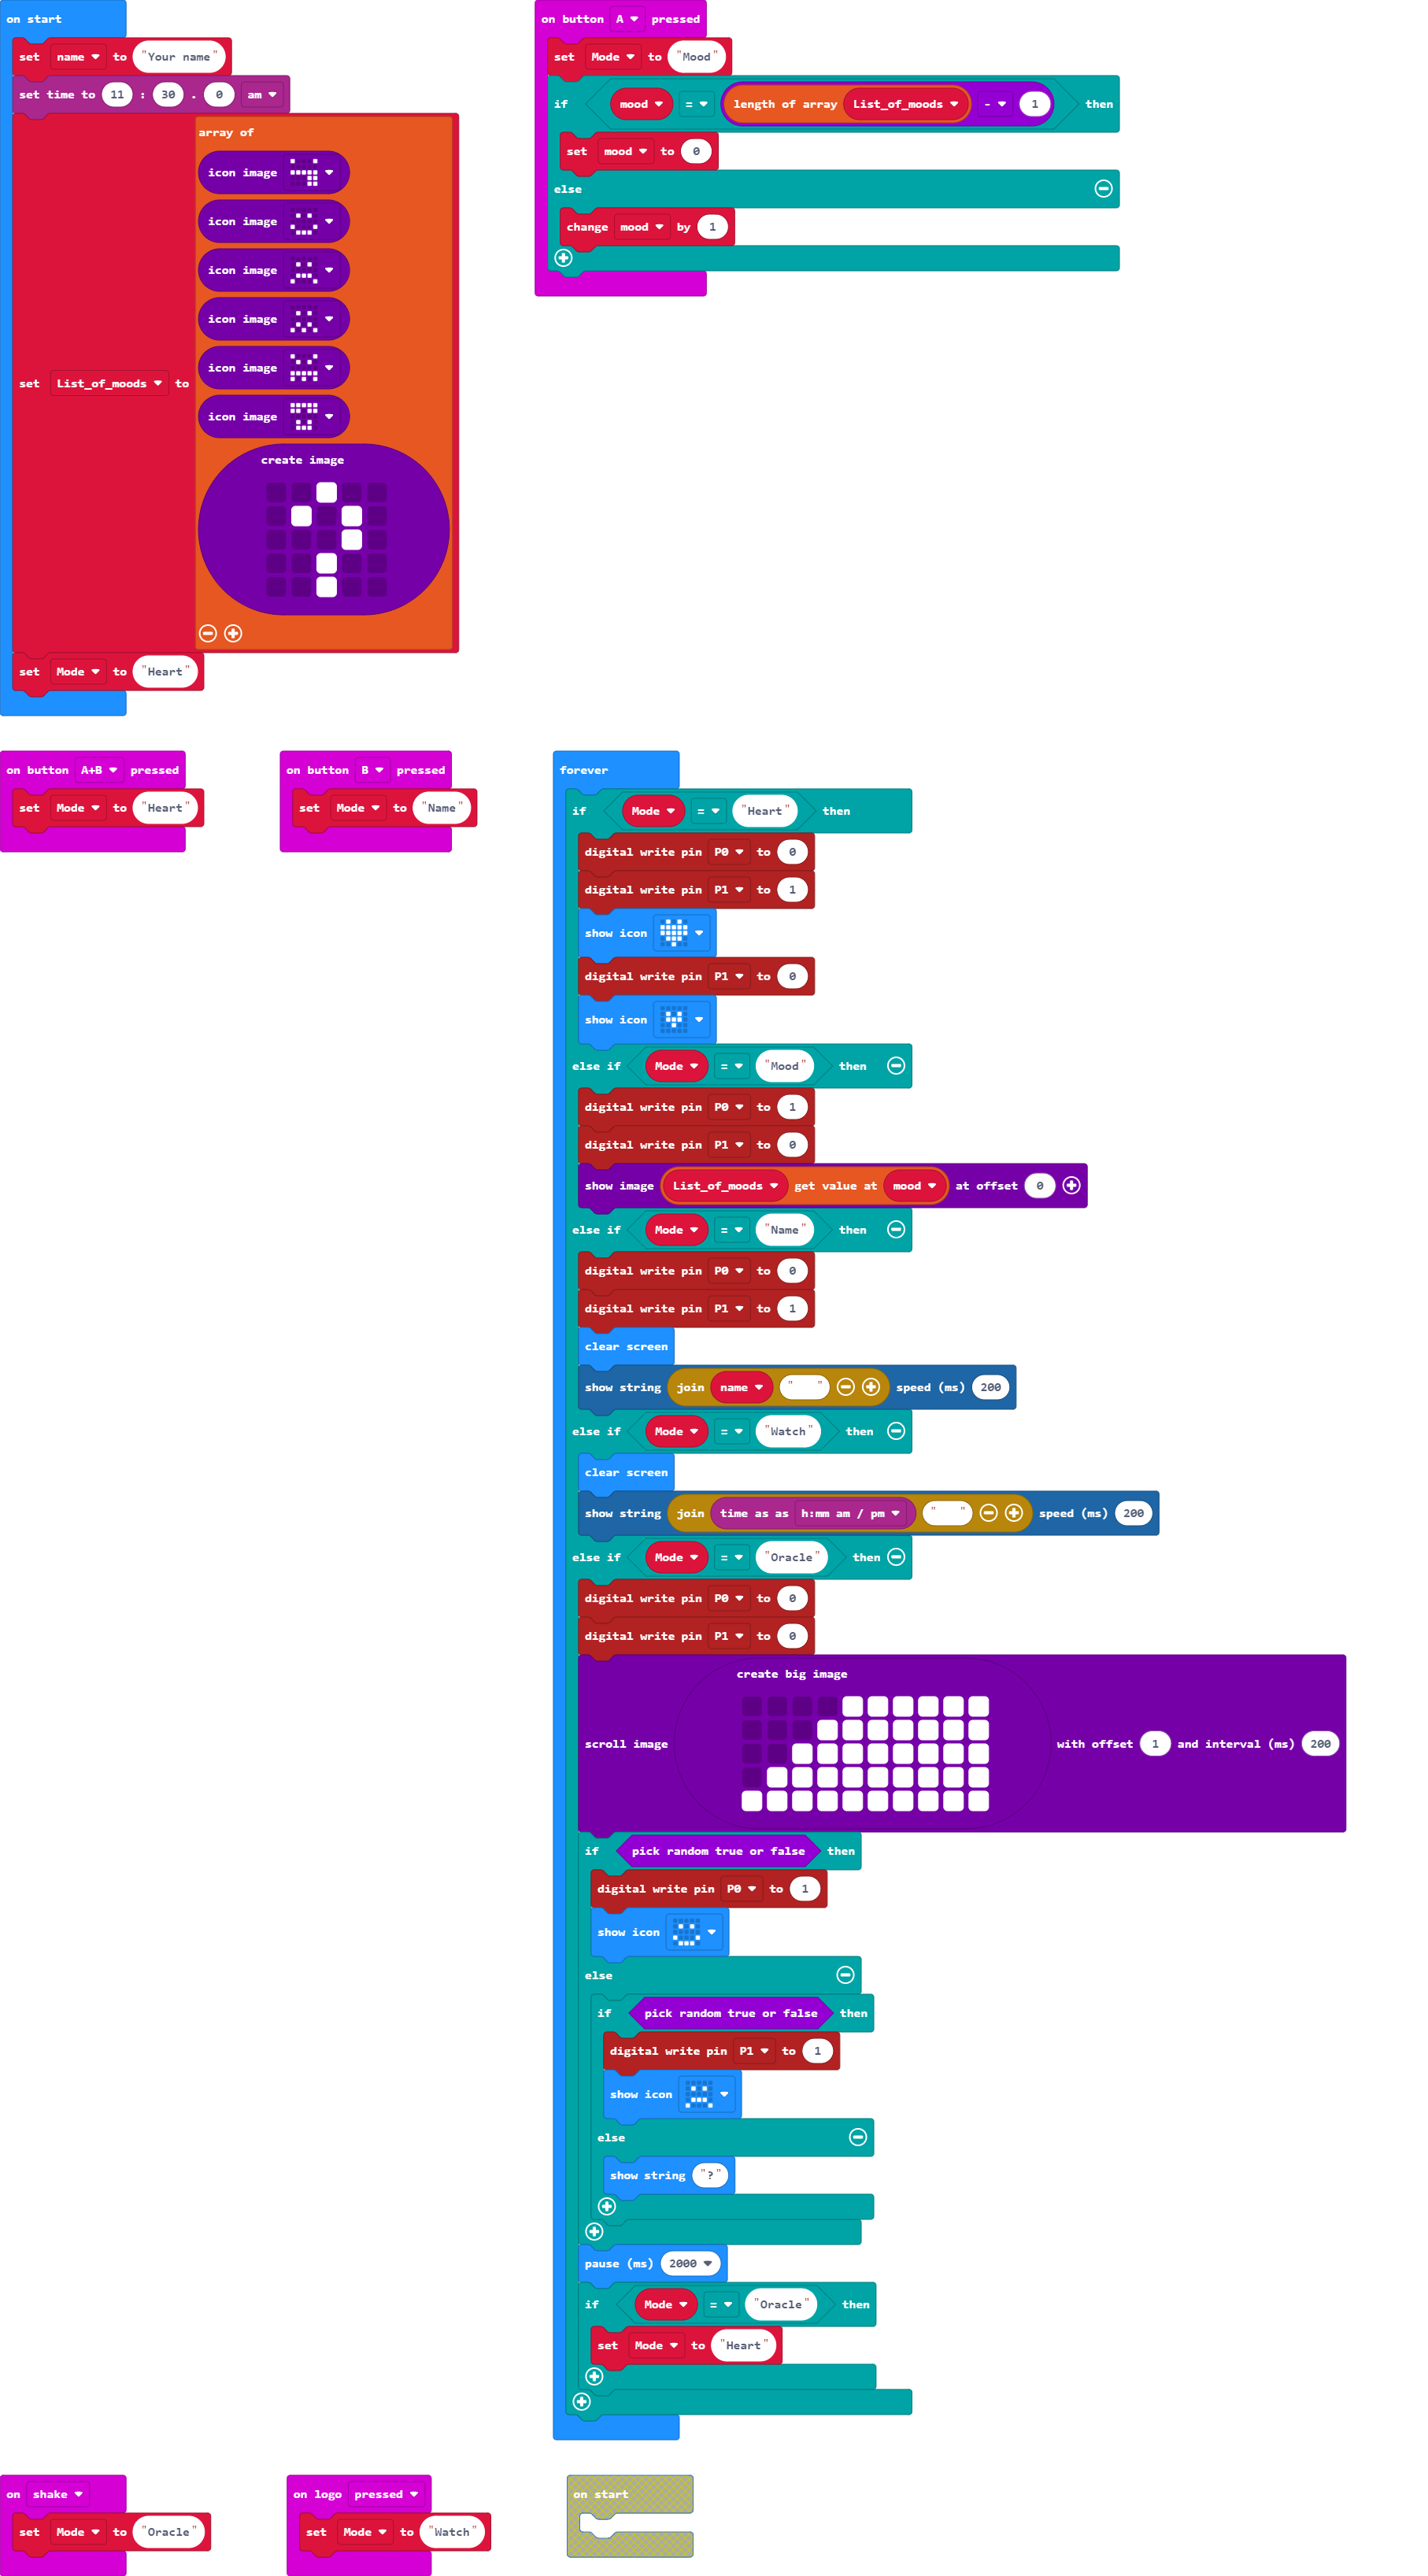 on start
set name to "Your name"
set time to 11 : 30 . 0 am
set List_of_moods to array of
icon image
icon image
icon image
icon image
icon image
icon image
create image
set Mode to "Heart"
on button A pressed
set Mode to "Mood"
if mood = length of array List_of_moods - 1 then
set mood to 0
else
change mood by 1
on button A+B pressed
set Mode to "Heart"
on button B pressed
set Mode to "Name"
forever
if Mode = "Heart" then
digital write pin P0 to 0
digital write pin P1 to 1
show icon
digital write pin P1 to 0
show icon
else if Mode = "Mood" then
digital write pin P0 to 1
digital write pin P1 to 0
show image List_of_moods get value at mood at offset 0
else if Mode = "Name" then
digital write pin P0 to 0
digital write pin P1 to 1
clear screen
show string join name " " speed (ms) 200
else if Mode = "Watch" then
clear screen
show string join time as as h:mm am / pm " " speed (ms) 200
else if Mode = "Oracle" then
digital write pin P0 to 0
digital write pin P1 to 0
create big image
scroll image with offset 1 and interval (ms) 200
if pick random true or false then
digital write pin P0 to 1
show icon
else
if pick random true or false then
digital write pin P1 to 1
show icon
else
show string "?"
pause (ms) 2000
if Mode = "Oracle" then
set Mode to "Heart"
on shake
set Mode to "Oracle"
on logo pressed
set Mode to "Watch"
on start